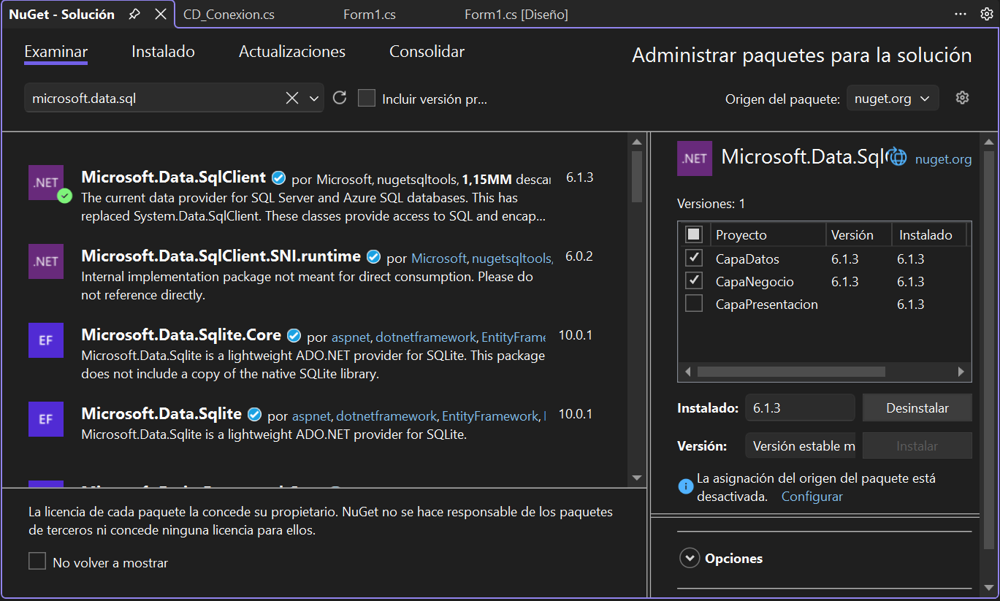 NuGet - Solución
CD_Conexion.cs
Form1.cs
Form1.cs [Diseño]
Examinar
Instalado
Actualizaciones
Consolidar
Administrar paquetes para la solución
microsoft.data.sql
Incluir versión pr...
Origen del paquete:
nuget.org
.NET
Microsoft.Data.SqlClient por Microsoft, nugetsqltools, 1,15MM descar
6.1.3
The current data provider for SQL Server and Azure SQL databases. This has
replaced System.Data.SqlClient. These classes provide access to SQL and encap...
.NET
Microsoft.Data.SqlClient.SNI.runtime por Microsoft, nugetsqltools,
6.0.2
Internal implementation package not meant for direct consumption. Please do
not reference directly.
EF
Microsoft.Data.Sqlite.Core por aspnet, dotnetframework, EntityFrame
10.0.1
Microsoft.Data.Sqlite is a lightweight ADO.NET provider for SQLite. This package
does not include a copy of the native SQLite library.
EF
Microsoft.Data.Sqlite por aspnet, dotnetframework, EntityFramework,
10.0.1
Microsoft.Data.Sqlite is a lightweight ADO.NET provider for SQLite.
La licencia de cada paquete la concede su propietario. NuGet no se hace responsable de los paquetes
de terceros ni concede ninguna licencia para ellos.
No volver a mostrar
.NET
Microsoft.Data.Sql
nuget.org
Versiones: 1
Proyecto Versión Instalado
CapaDatos 6.1.3 6.1.3
CapaNegocio 6.1.3 6.1.3
CapaPresentacion 6.1.3
Instalado: 6.1.3 Desinstalar
Versión: Versión estable m Instalar
La asignación del origen del paquete está
desactivada. Configurar
Opciones